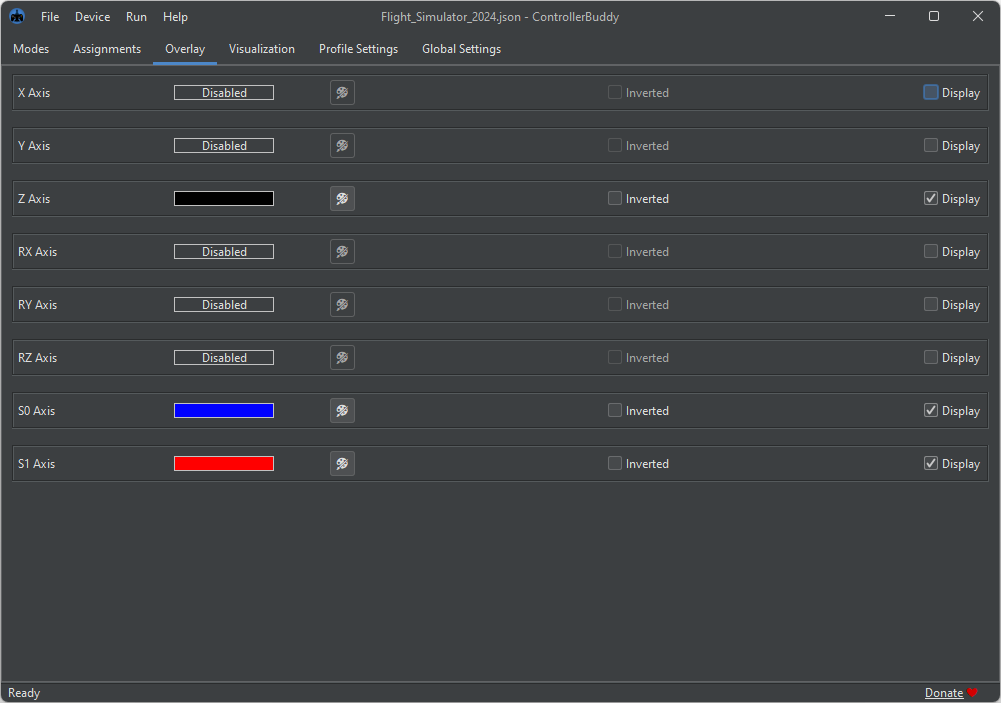 Flight_Simulator_2024.json - ControllerBuddy
File Device Run Help
Modes Assignments Overlay Visualization Profile Settings Global Settings
X Axis Disabled Inverted Display
Y Axis Disabled Inverted Display
Z Axis Inverted Display
RX Axis Disabled Inverted Display
RY Axis Disabled Inverted Display
RZ Axis Disabled Inverted Display
S0 Axis Inverted Display
S1 Axis Inverted Display
Ready Donate